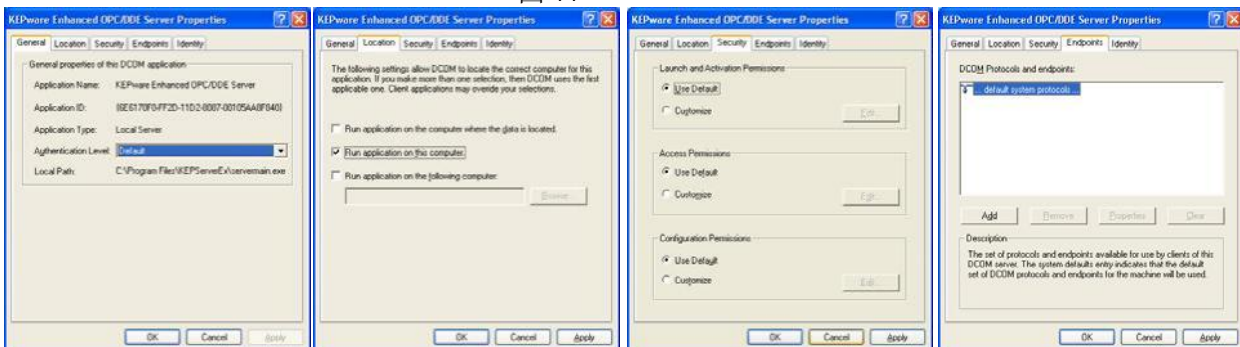 KEPware Enhanced OPC/DDE Server Properties
General Location Security Endpoints Identity
General properties of this DCOM application
Application Name: KEPware Enhanced OPC/DDE Server
Application ID:
Application Type: Local Server
Authentication Level: Default
Local Path: C:\Program Files\KEPServerEx\servermain.exe
OK Cancel Apply
KEPware Enhanced OPC/DDE Server Properties
General Location Security Endpoints Identity
The following settings allow DCOM to locate the correct computer for this
application. If you make more than one selection, then DCOM uses the first
applicable one. Client applications may overide your selections.
Run application on the computer where the data is located.
Run application on this computer.
Run application on the following computer:
Browse...
OK Cancel Apply
KEPware Enhanced OPC/DDE Server Properties
General Location Security Endpoints Identity
Launch and Activation Permissions
Use Default
Customize
Edit...
Access Permissions
Use Default
Customize
Edit...
Configuration Permissions
Use Default
Customize
Edit...
OK Cancel Apply
KEPware Enhanced OPC/DDE Server Properties
General Location Security Endpoints Identity
DCOM Protocols and endpoints:
... default system protocols ...
Add Remove Properties Clear
Description
The set of protocols and endpoints available for use by clients of this
DCOM server. The system defaults entry indicates that the default
set of DCOM protocols and endpoints for the machine will be used.
OK Cancel Apply